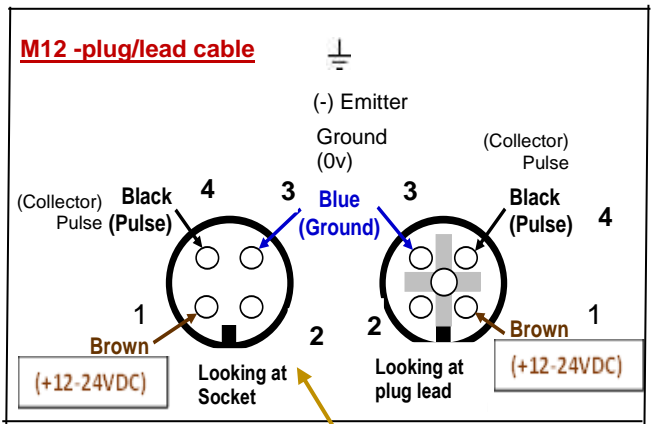 M12 -plug/lead cable
(-) Emitter
Ground
(0v)
(Collector)
Pulse
(Collector)
Pulse
Black
(Pulse)
4
3
Blue
(Ground)
3
Black
(Pulse)
4
1
Brown
(+12-24VDC)
2
Looking at
Socket
2
Looking at
plug lead
Brown
1
(+12-24VDC)